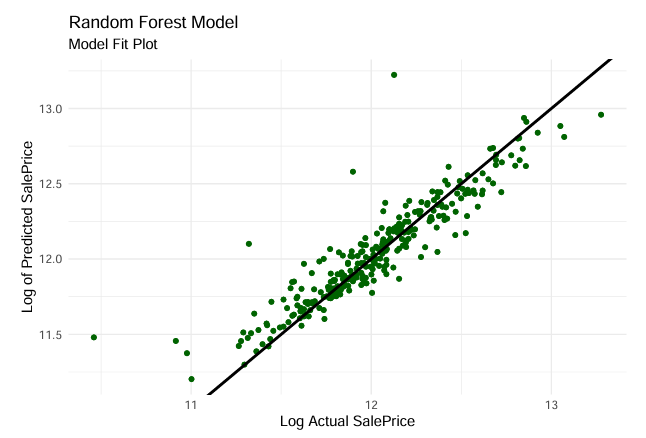 Random Forest Model
Model Fit Plot
Log of Predicted SalePrice
13.0
12.5
12.0
11.5
11
12
13
Log Actual SalePrice